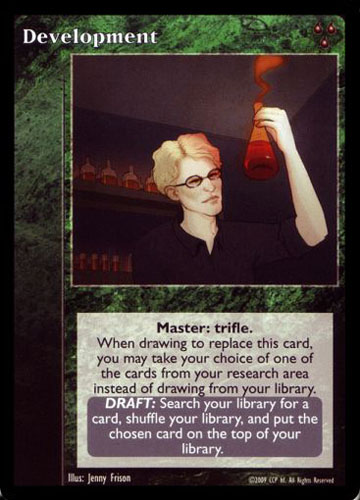 Development
Master: trifle.
When drawing to replace this card,
you may take your choice of one of
the cards from your research area
instead of drawing from your library.
DRAFT: Search your library for a
card, shuffle your library, and put the
chosen card on the top of your
library.
Illus: Jenny Frison
©2009 CCP hf. All Rights Reserved